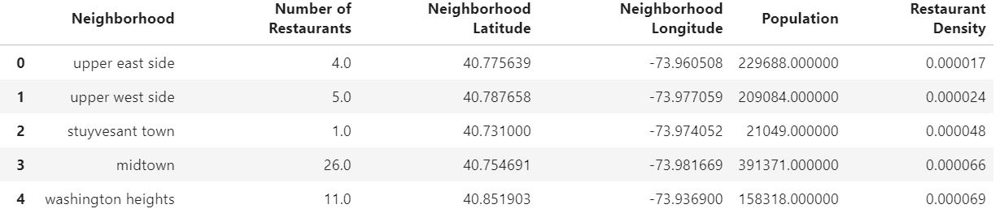 Neighborhood Number of Restaurants Neighborhood Latitude Neighborhood Longitude Population Restaurant Density
0 upper east side 4.0 40.775639 -73.960508 229688.000000 0.000017
1 upper west side 5.0 40.787658 -73.977059 209084.000000 0.000024
2 stuyvesant town 1.0 40.731000 -73.974052 21049.000000 0.000048
3 midtown 26.0 40.754691 -73.981669 391371.000000 0.000066
4 washington heights 11.0 40.851903 -73.936900 158318.000000 0.000069